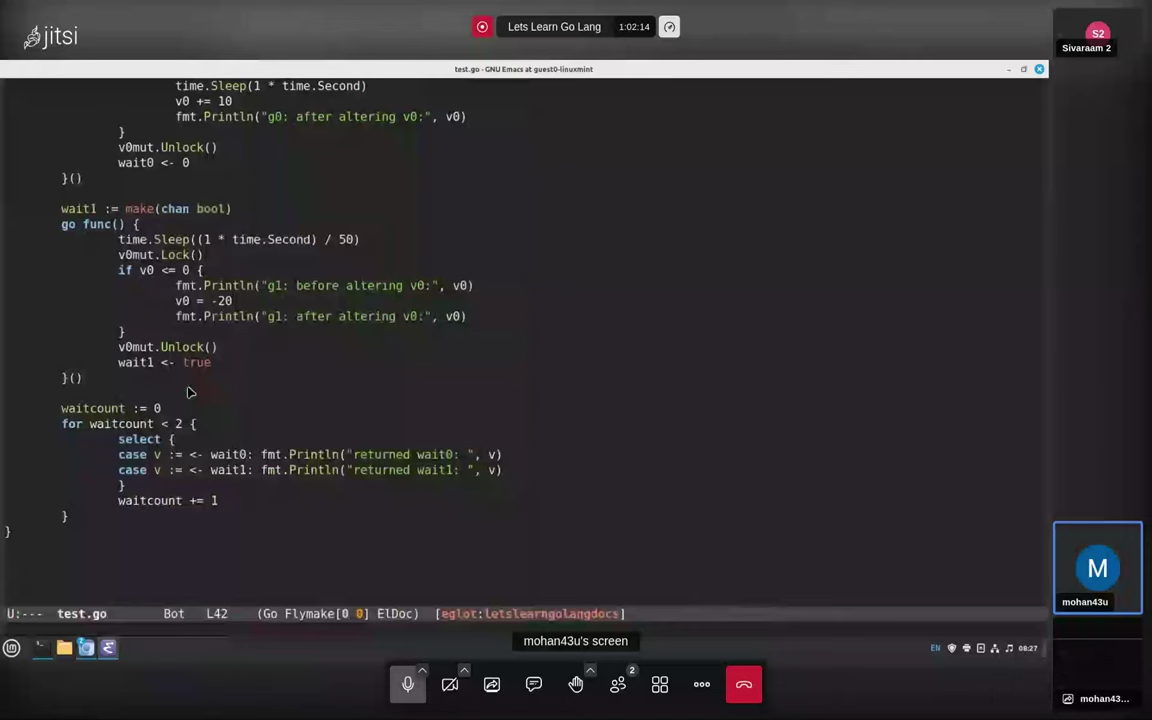 jitsi
Lets Learn Go Lang
1:02:14
S2
Sivaraam 2
test.go - GNU Emacs at guest0-linuxmint
time.Sleep(1 * time.Second)
v0 += 10
fmt.Println("g0: after altering v0:", v0)
}
v0mut.Unlock()
wait0 <- 0
}()
wait1 := make(chan bool)
go func() {
time.Sleep((1 * time.Second) / 50)
v0mut.Lock()
if v0 <= 0 {
fmt.Println("g1: before altering v0:", v0)
v0 = -20
fmt.Println("g1: after altering v0:", v0)
}
v0mut.Unlock()
wait1 <- true
}()
waitcount := 0
for waitcount < 2 {
select {
case v := <- wait0: fmt.Println("returned wait0: ", v)
case v := <- wait1: fmt.Println("returned wait1: ", v)
}
waitcount += 1
}
}
M
mohan43u
U:--- test.go Bot L42 (Go Flymake[0 0] ElDoc) [eglot:letslearngolangdocs]
mohan43u's screen
EN 08:27
2
mohan43...